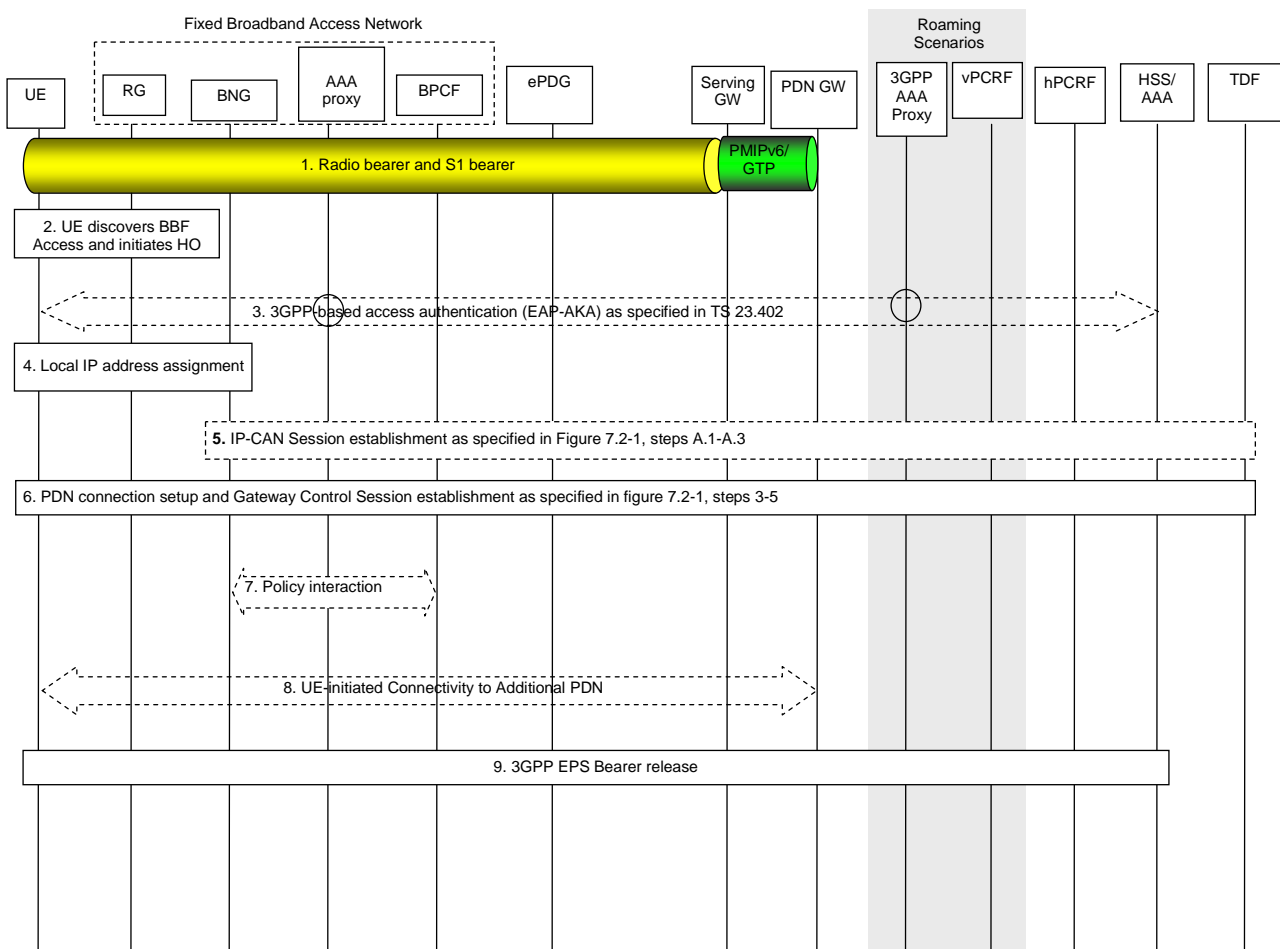 Fixed Broadband Access Network
Roaming
Scenarios
UE
RG
BNG
AAA
proxy
BPCF
ePDG
Serving
GW
PDN GW
3GPP
AAA
Proxy
vPCRF
hPCRF
HSS/
AAA
TDF
1. Radio bearer and S1 bearer
PMIPv6/
GTP
2. UE discovers BBF
Access and initiates HO
3. 3GPP-based access authentication (EAP-AKA) as specified in TS 23.402
4. Local IP address assignment
5. IP-CAN Session establishment as specified in Figure 7.2-1, steps A.1-A.3
6. PDN connection setup and Gateway Control Session establishment as specified in figure 7.2-1, steps 3-5
7. Policy interaction
8. UE-initiated Connectivity to Additional PDN
9. 3GPP EPS Bearer release